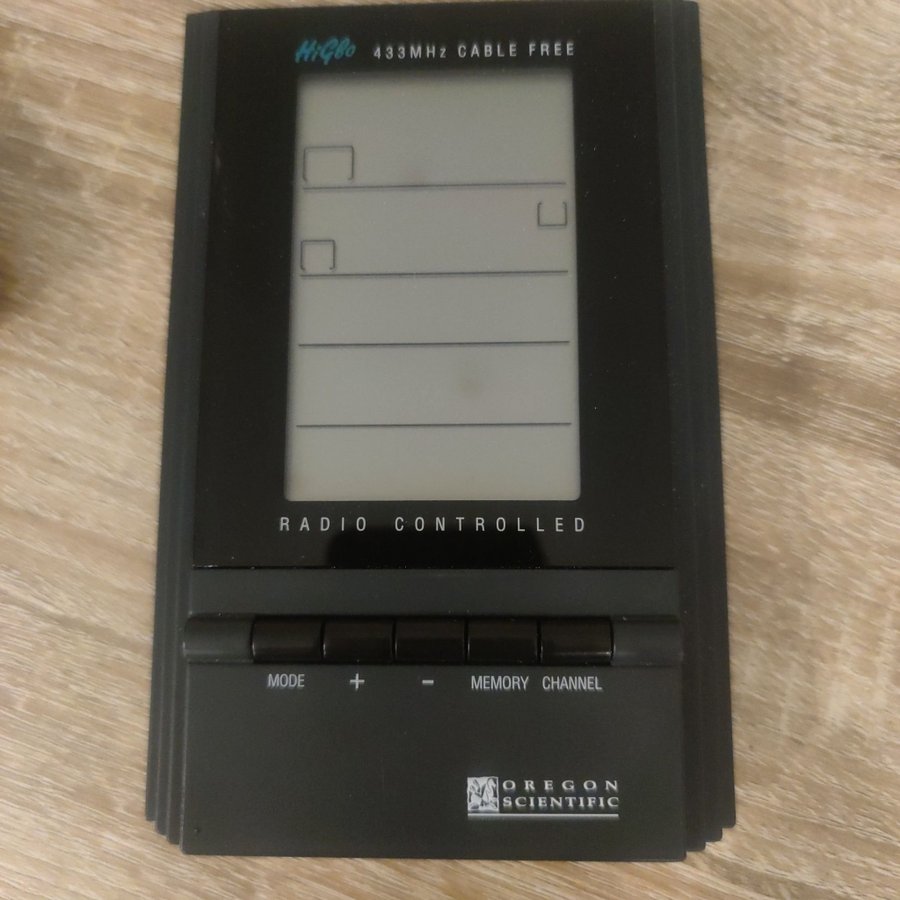 HiGlo 433MHz CABLE FREE
RADIO CONTROLLED
MODE + - MEMORY CHANNEL
OREGON
SCIENTIFIC